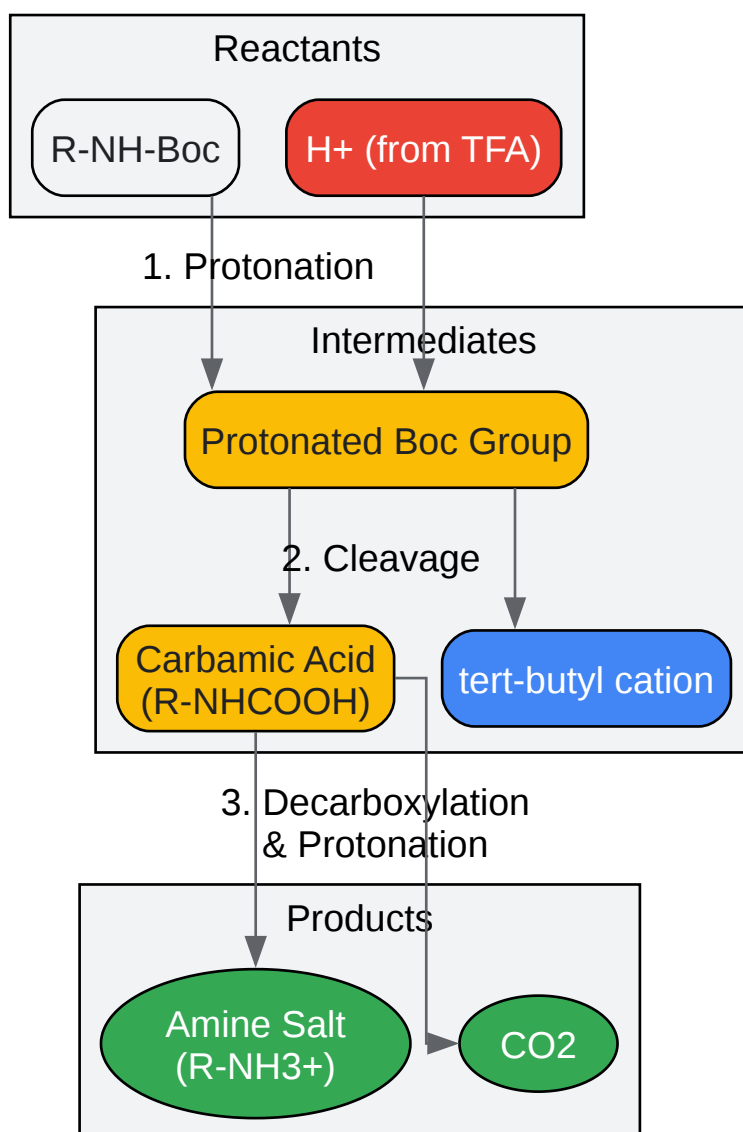 Reactants
R-NH-Boc
H+ (from TFA)
1. Protonation
Intermediates
Protonated Boc Group
2. Cleavage
Carbamic Acid
(R-NHCOOH)
tert-butyl cation
3. Decarboxylation
& Protonation
Products
Amine Salt
(R-NH3+)
CO2